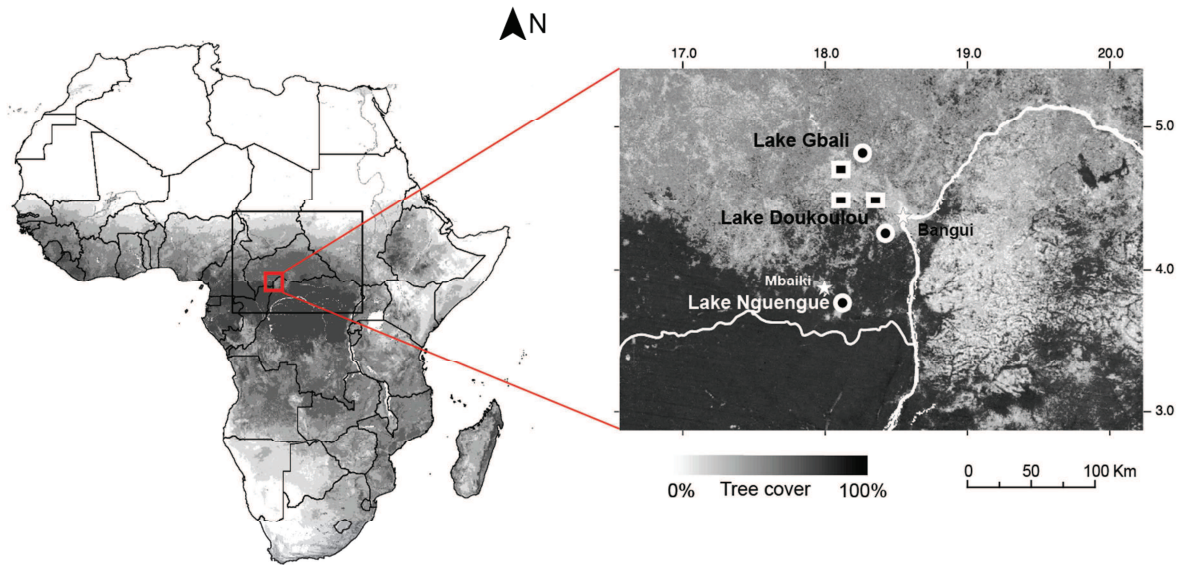 N
17.0 18.0 19.0 20.0
5.0
Lake Gbali
Lake Doukoulou
Bangui
4.0
Mbaiki
Lake Nguengué
3.0
0% Tree cover 100%
0 50 100 Km